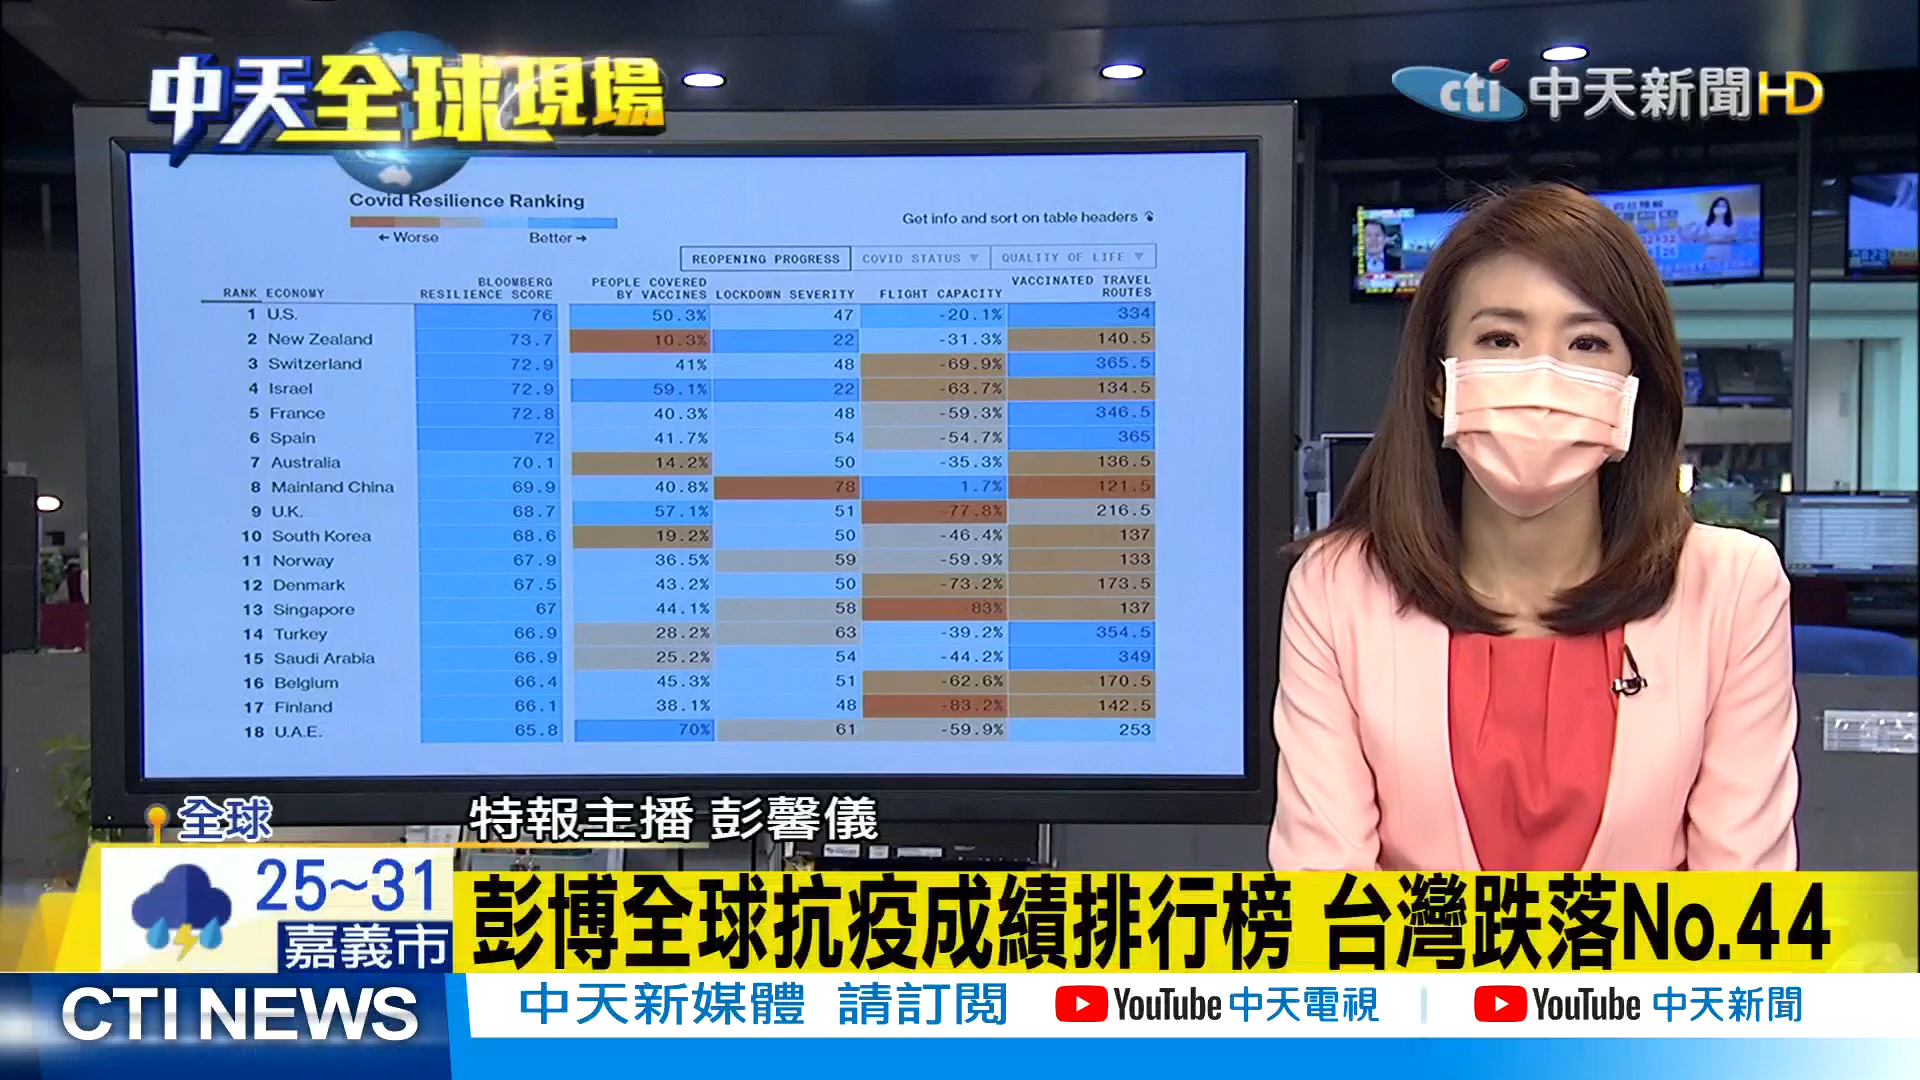 中天全球現場
cti 中天新聞HD
Covid Resilience Ranking
←Worse Better→
Get info and sort on table headers
REOPENING PROGRESS COVID STATUS ▼ QUALITY OF LIFE ▼
RANK ECONOMY BLOOMBERG RESILIENCE SCORE PEOPLE COVERED BY VACCINES LOCKDOWN SEVERITY FLIGHT CAPACITY VACCINATED TRAVEL ROUTES
1 U.S. 76 50.3% 47 -20.1% 334
2 New Zealand 73.7 10.3% 22 -31.3% 140.5
3 Switzerland 72.9 41% 48 -69.9% 365.5
4 Israel 72.9 59.1% 22 -63.7% 134.5
5 France 72.8 40.3% 48 -59.3% 346.5
6 Spain 72 41.7% 54 -54.7% 365
7 Australia 70.1 14.2% 50 -35.3% 136.5
8 Mainland China 69.9 40.8% 78 1.7% 121.5
9 U.K. 68.7 57.1% 51 -77.8% 216.5
10 South Korea 68.6 19.2% 50 -46.4% 137
11 Norway 67.9 36.5% 59 -59.9% 133
12 Denmark 67.5 43.2% 50 -73.2% 173.5
13 Singapore 67 44.1% 58 -83% 137
14 Turkey 66.9 28.2% 63 -39.2% 354.5
15 Saudi Arabia 66.9 25.2% 54 -44.2% 349
16 Belgium 66.4 45.3% 51 -62.6% 170.5
17 Finland 66.1 38.1% 48 -83.2% 142.5
18 U.A.E. 65.8 70% 61 -59.9% 253
全球
特報主播 彭馨儀
25~31
嘉義市
彭博全球抗疫成績排行榜 台灣跌落No.44
CTI NEWS
中天新媒體 請訂閱 YouTube 中天電視 | YouTube 中天新聞